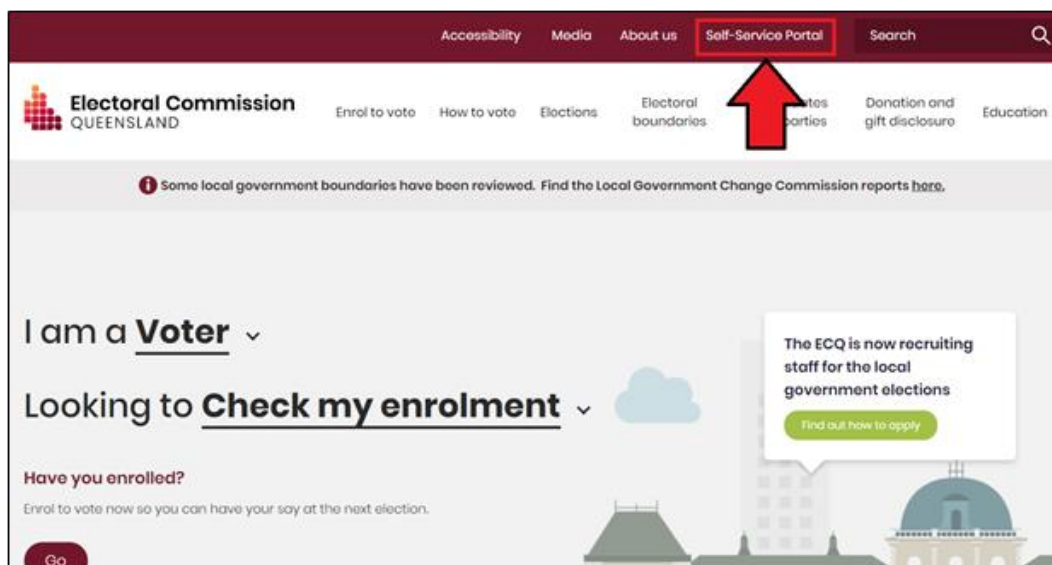 Accessibility Media About us Self-Service Portal Search
Electoral Commission
QUEENSLAND
Enrol to vote How to vote Elections
Electoral
boundaries
Donation and
gift disclosure
Education
Some local government boundaries have been reviewed. Find the Local Government Change Commission reports here.
I am a Voter
Looking to Check my enrolment
The ECQ is now recruiting
staff for the local
government elections
Find out how to apply
Have you enrolled?
Enrol to vote now so you can have your say at the next election.
Go